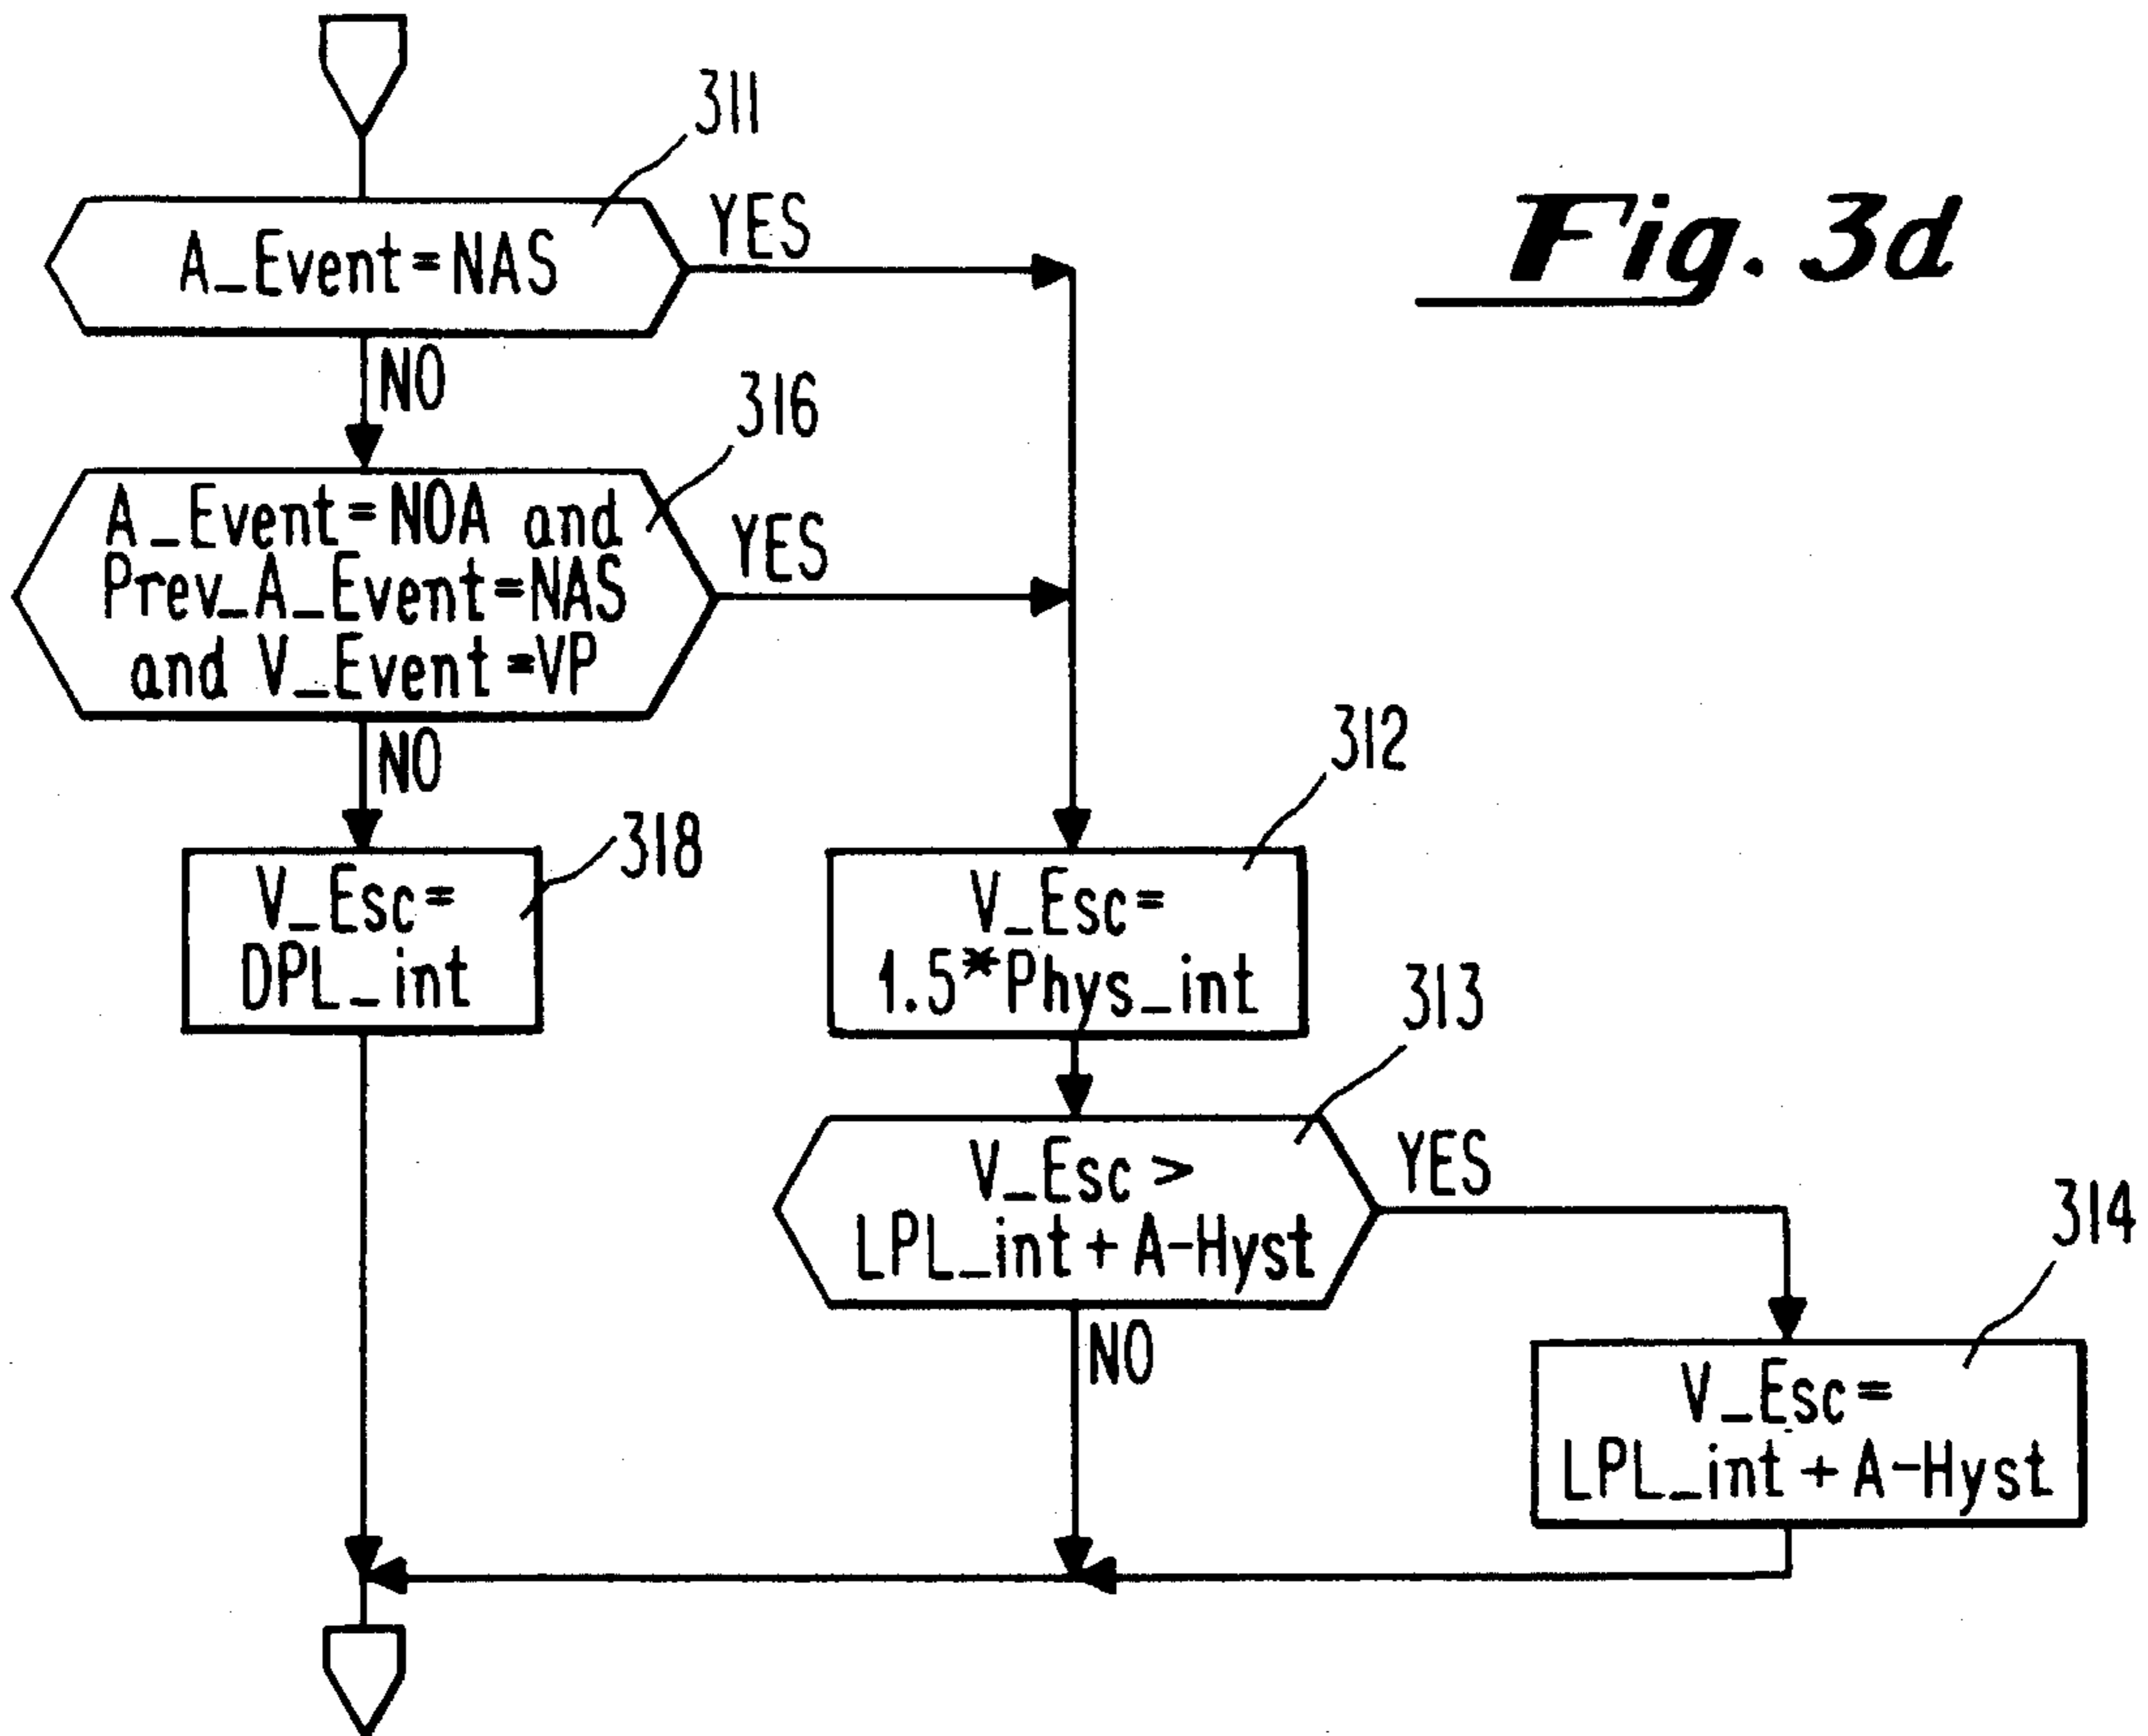 311
YES
A_Event=NAS
Fig. 3d
NO
316
A_Event=NOA and
Prev_A_Event=NAS
and V_Event=VP
YES
NO
312
318
V_Esc=
DPL_int
V_Esc=
1.5*Phys_int
313
V_Esc >
LPL_int + A-Hyst
YES
314
NO
V_Esc=
LPL_int + A-Hyst